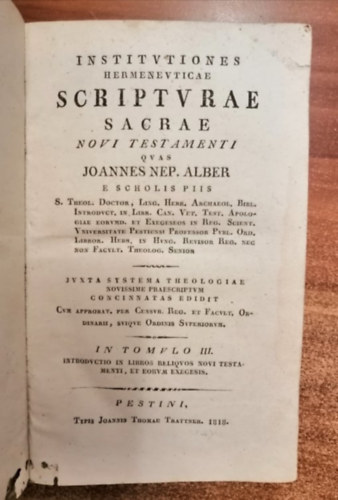 INSTITVTIONES
HERMENEVTICAE
SCRIPTVRAE
SACRAE
NOVI TESTAMENTI
QVAS
JOANNES NEP. ALBER
E SCHOLIS PIIS
S. THEOL. DOCTOR, LING. HEBR. ARCHAEOL. BIBL.
INTRODVCT. IN LIBR. CAN. VET. TEST. APOLO-
GIAE EORVMD. ET EXEGESEOS IN REG. SCIENT.
VNIVERSITATE PESTIENSI PROFESSOR PVBL. ORD.
LIBROR. HEBR. IN HVNG. REVISOR REG. NEC
NON FACVLT. THEOLOG. SENIOR
JVXTA SYSTEMA THEOLOGIAE
NOVISSIME PRAESCRIPTVM
CONCINNATAS EDIDIT
CVM APPROBAT. PER CENSVR. REG. ET FACVLT. OR-
DINARII, SVIQVE ORDINIS SVPERIORVM.
IN TOMVLO III.
INTRODVCTIO IN LIBROS RELIQVOS NOVI TESTA-
MENTI, ET EORVM EXEGESIS.
PESTINI,
TYPIS JOANNIS THOMAE TRATTNER. 1818.